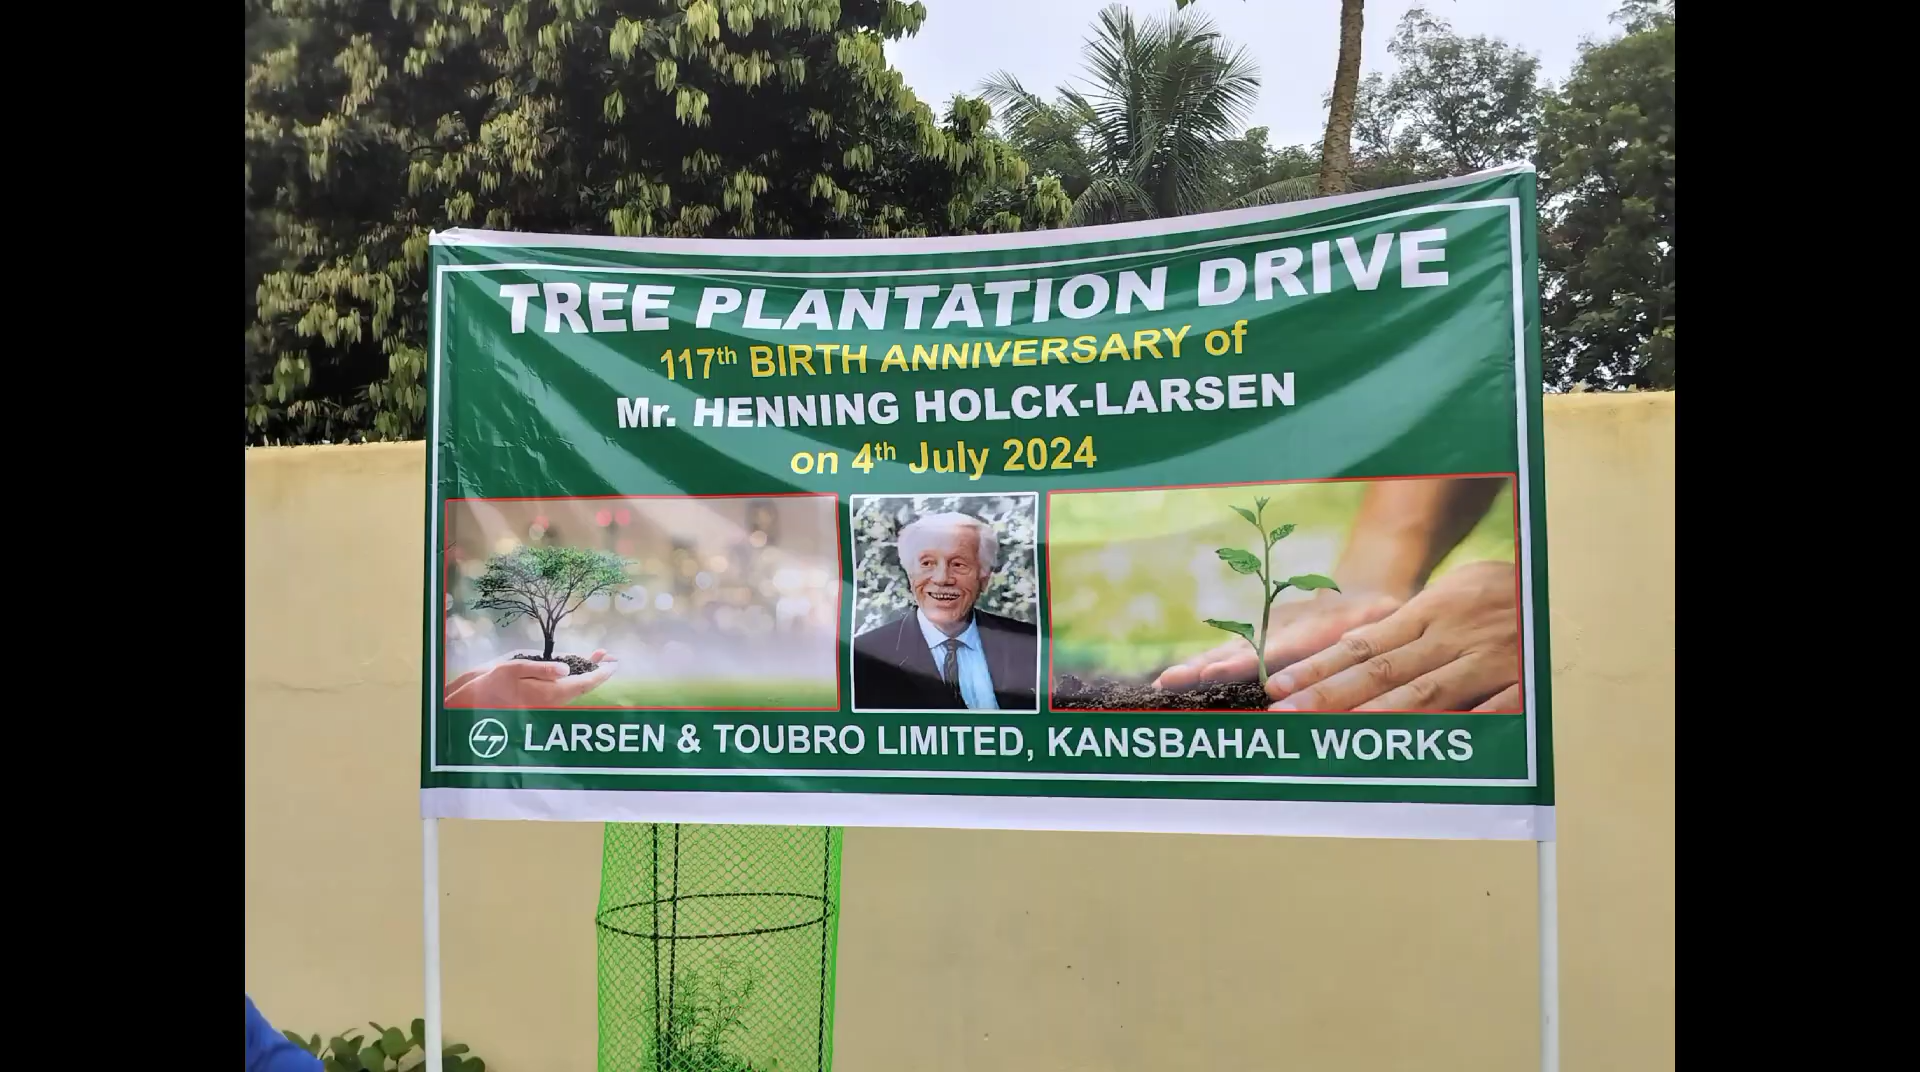 TREE PLANTATION DRIVE
117th BIRTH ANNIVERSARY of
Mr. HENNING HOLCK-LARSEN
on 4th July 2024
LT LARSEN & TOUBRO LIMITED, KANSBAHAL WORKS